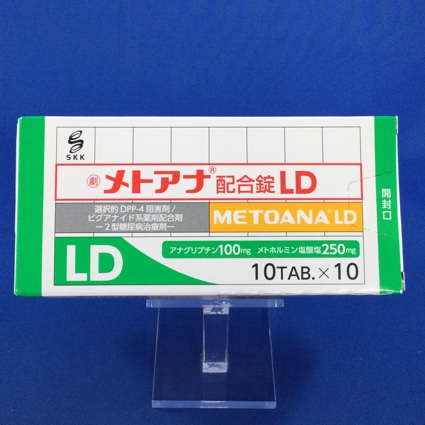 SKK
劇 メトアナ®配合錠LD
選択的DPP-4阻害剤/
ビグアナイド系薬剤配合剤
ー2型糖尿病治療剤ー
METOANA® LD
LD
アナグリプチン100mg メトホルミン塩酸塩250mg
10TAB.×10
開封口